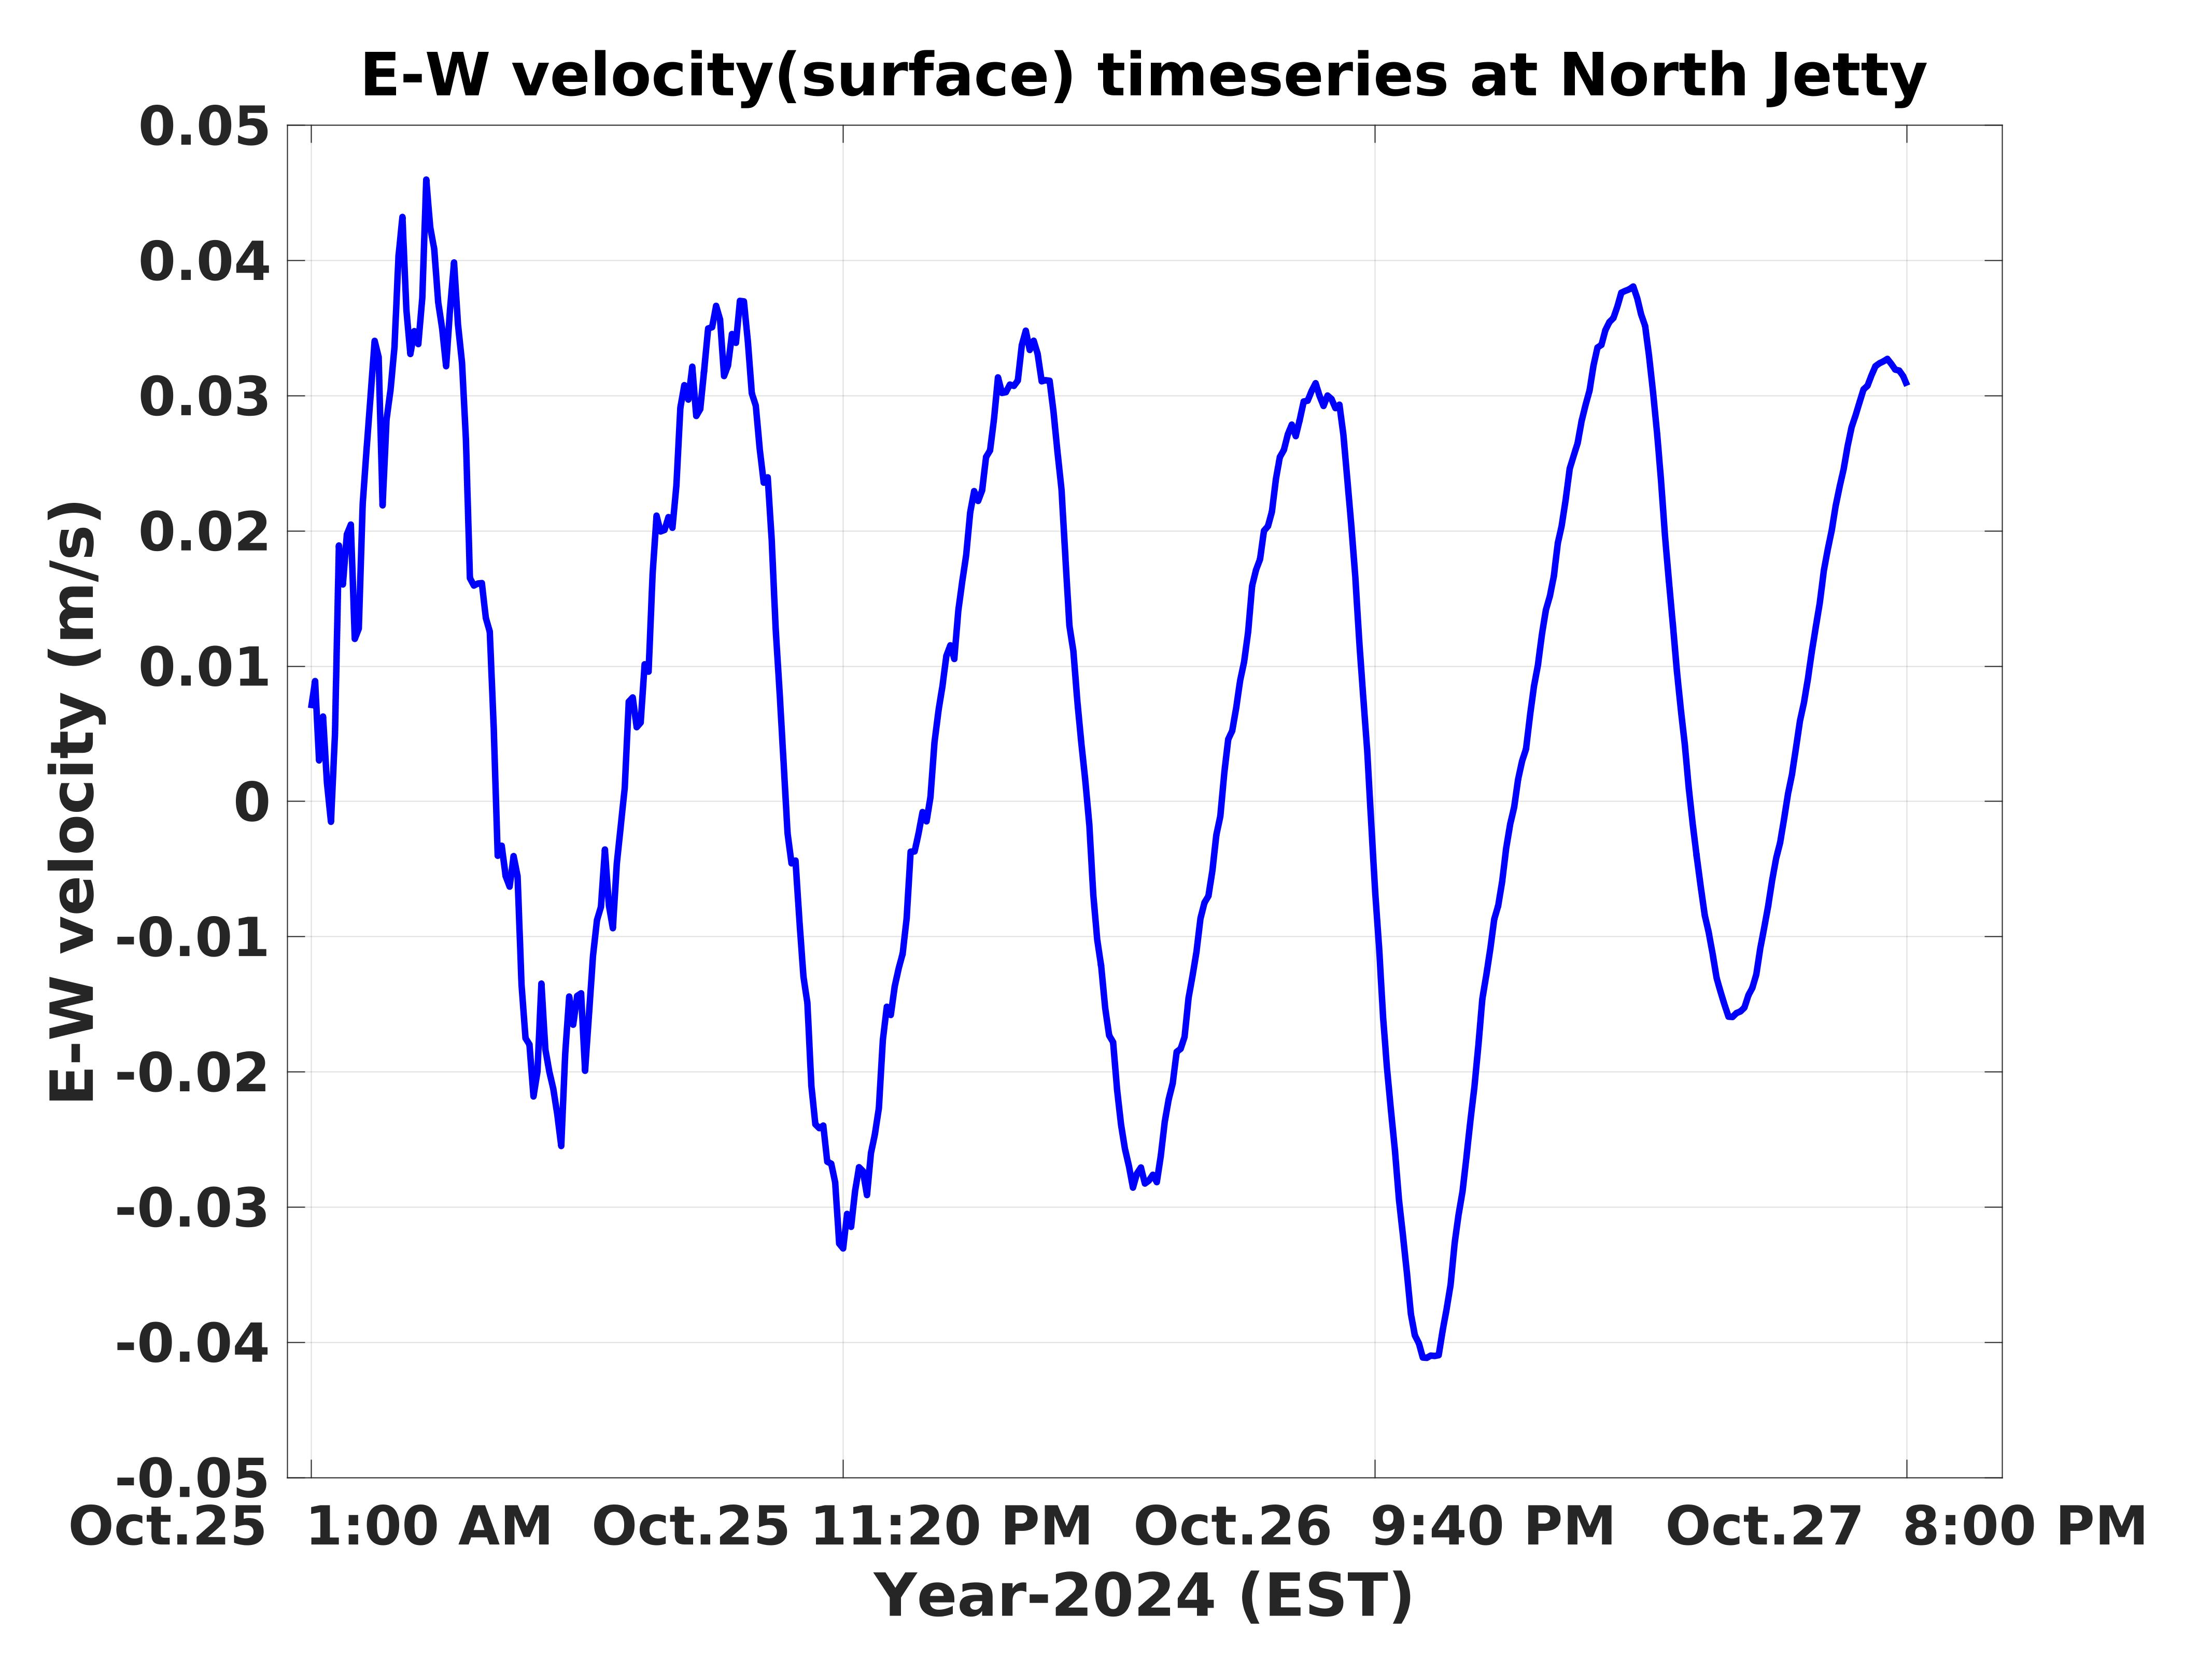 E-W velocity(surface) timeseries at North Jetty
E-W velocity (m/s)
0.05
0.04
0.03
0.02
0.01
0
-0.01
-0.02
-0.03
-0.04
-0.05
Oct.25 1:00 AM Oct.25 11:20 PM Oct.26 9:40 PM Oct.27 8:00 PM
Year-2024 (EST)